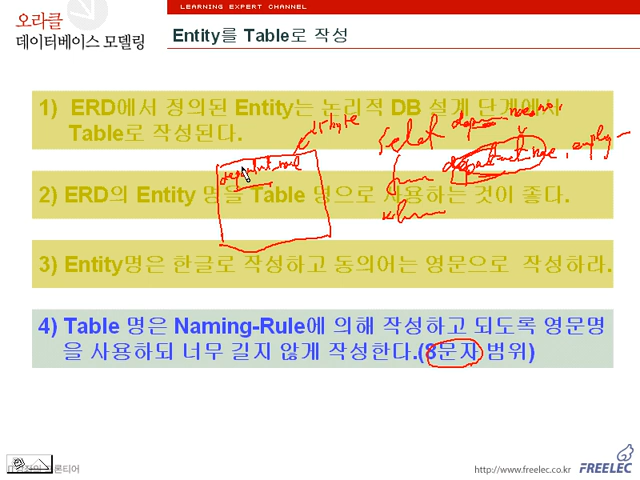 LEARNING EXPERT CHANNEL
오라클
데이터베이스 모델링
Entity를 Table로 작성
1) ERD에서 정의된 Entity는 논리적 DB 설계 단계에서
Table로 작성된다.
15 byte
Select
from
2) ERD의 Entity 명을 Table 명으로 사용하는 것이 좋다.
3) Entity명은 한글로 작성하고 동의어는 영문으로 작성하라.
4) Table 명은 Naming-Rule에 의해 작성하고 되도록 영문명
을 사용하되 너무 길지 않게 작성한다.(8문자 범위)
http://www.freelec.co.kr
FREELEC